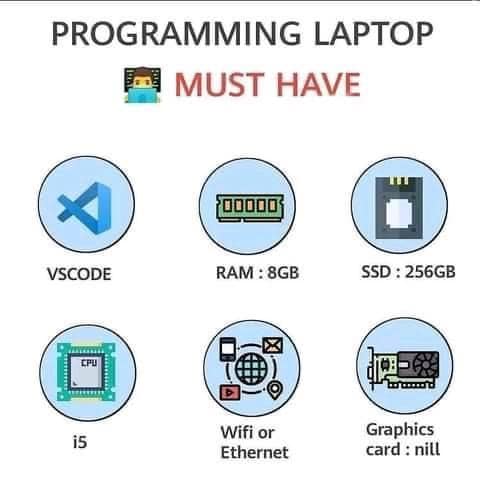 PROGRAMMING LAPTOP
MUST HAVE
VSCODE
RAM : 8GB
SSD : 256GB
CPU
i5
Wifi or
Ethernet
Graphics
card : nill